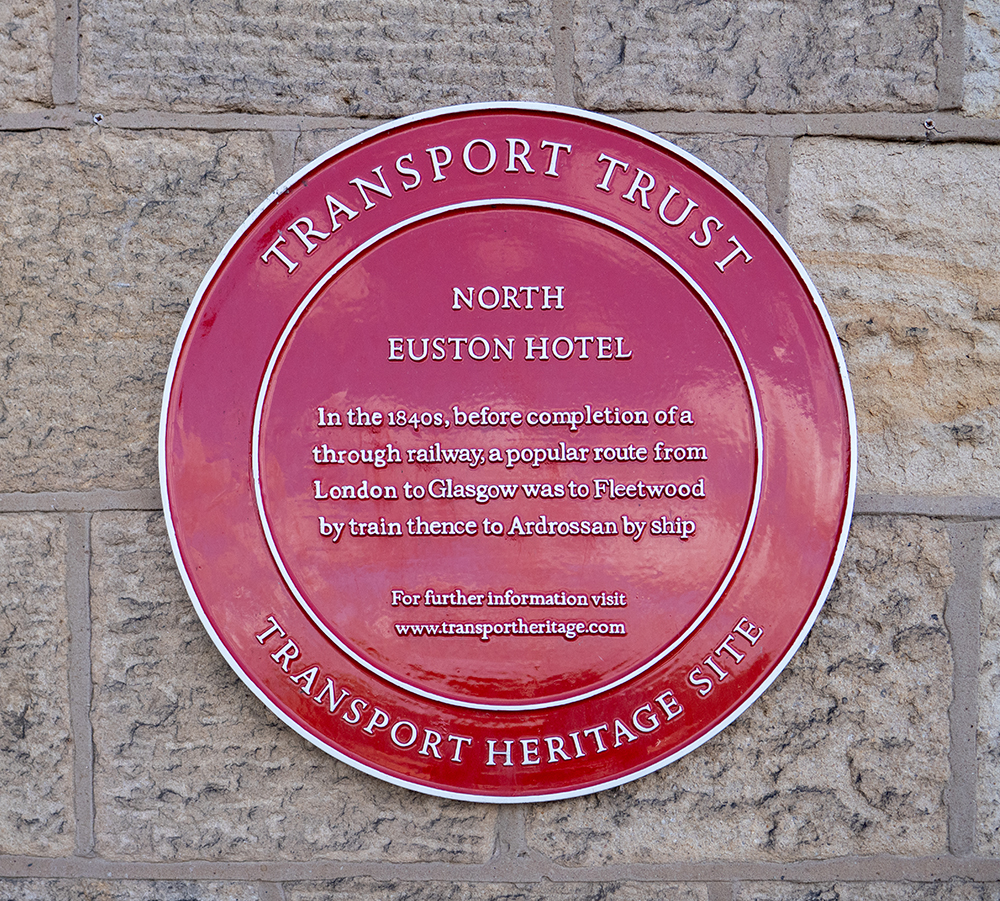 TRANSPORT TRUST
NORTH
EUSTON HOTEL
In the 1840s, before completion of a
through railway, a popular route from
London to Glasgow was to Fleetwood
by train thence to Ardrossan by ship
For further information visit
www.transportheritage.com
TRANSPORT HERITAGE SITE